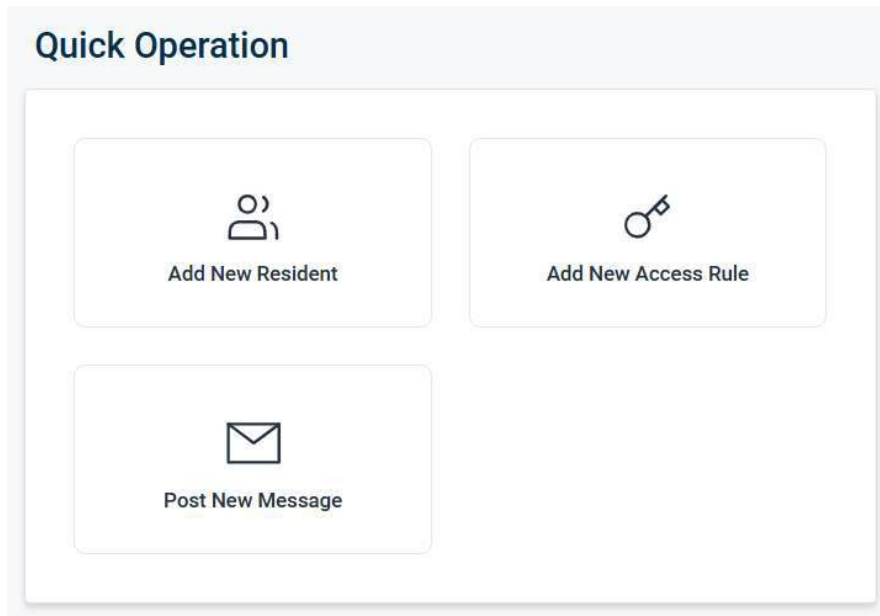 Quick Operation
Add New Resident
Add New Access Rule
Post New Message